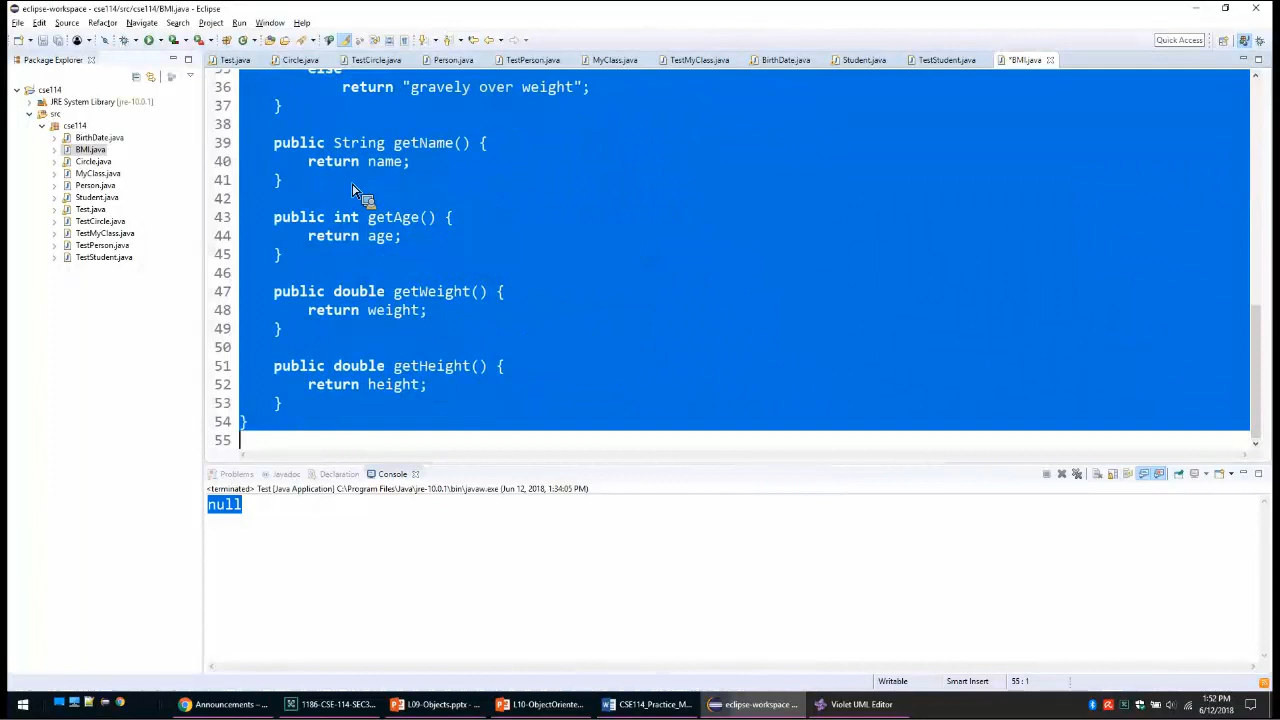 eclipse-workspace - cse114/src/cse114/BMI.java - Eclipse
File Edit Source Refactor Navigate Search Project Run Window Help
Quick Access
Package Explorer
Test.java Circle.java TestCircle.java Person.java TestPerson.java MyClass.java TestMyClass.java BirthDate.java Student.java TestStudent.java *BMI.java
cse114
JRE System Library [jre-10.0.1]
src
cse114
BirthDate.java
BMI.java
Circle.java
MyClass.java
Person.java
Student.java
Test.java
TestCircle.java
TestMyClass.java
TestPerson.java
TestStudent.java
35 else
36 return "gravely over weight";
37 }
38
39 public String getName() {
40 return name;
41 }
42
43 public int getAge() {
44 return age;
45 }
46
47 public double getWeight() {
48 return weight;
49 }
50
51 public double getHeight() {
52 return height;
53 }
54 }
55
Problems Javadoc Declaration Console
<terminated> Test [Java Application] C:\Program Files\Java\jre-10.0.1\bin\javaw.exe (Jun 12, 2018, 1:34:05 PM)
null
Writable Smart Insert 55 : 1
Announcements –... 1186-CSE-114-SEC3... L09-Objects.pptx -... L10-ObjectOriente... CSE114_Practice_M... eclipse-workspace ... Violet UML Editor
1:52 PM
6/12/2018